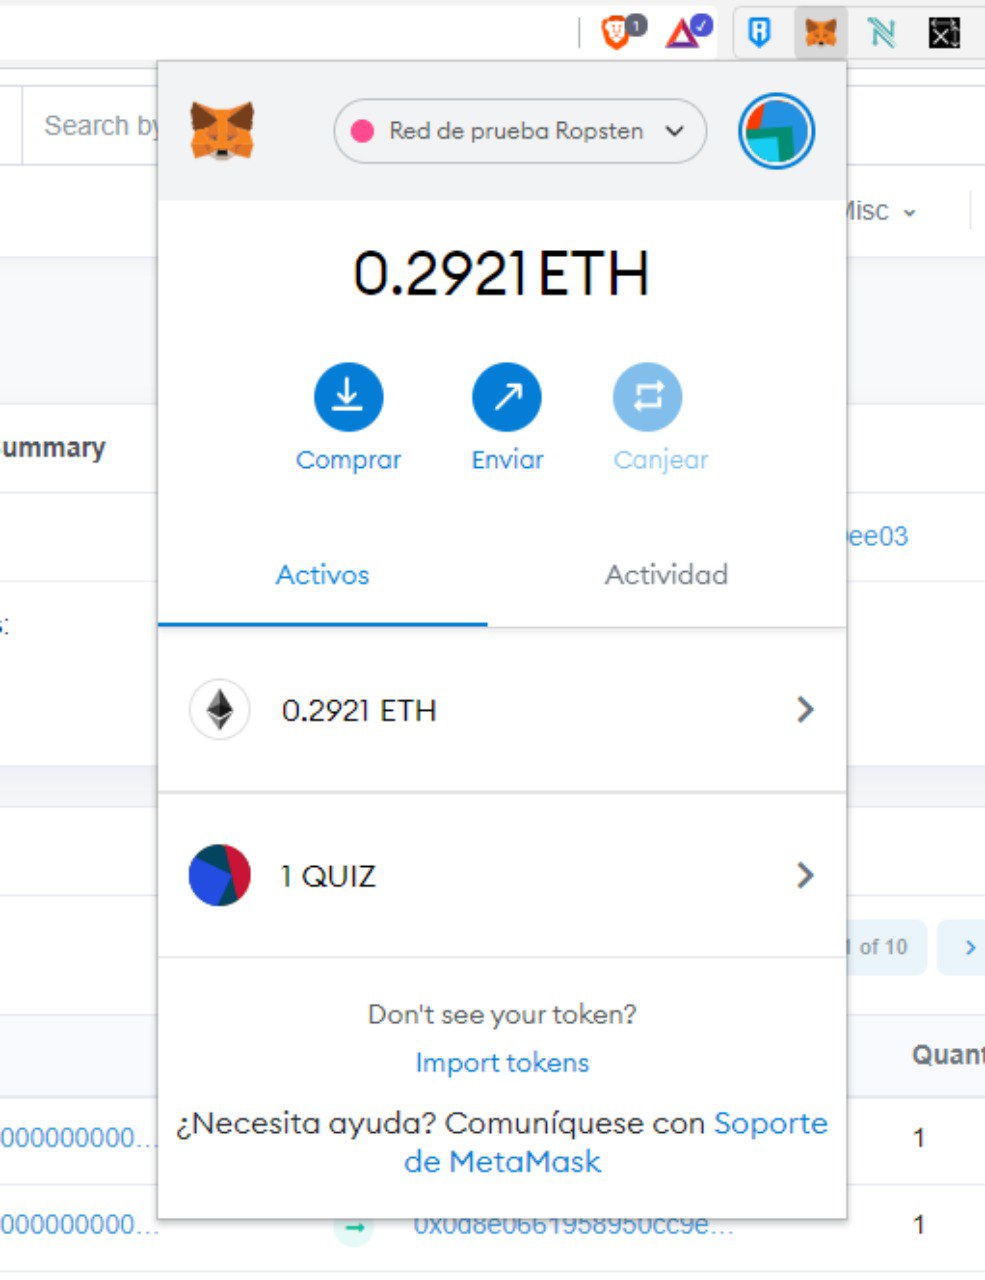 1
Search by
Red de prueba Ropsten
Misc
0.2921 ETH
Summary
Comprar Enviar Canjear
ee03
Activos Actividad
s:
0.2921 ETH
1 QUIZ
1 of 10
Don't see your token?
Import tokens
Quant
¿Necesita ayuda? Comuníquese con Soporte
de MetaMask
000000000... 1
000000000... 0x0d8e0661958950cc9e... 1